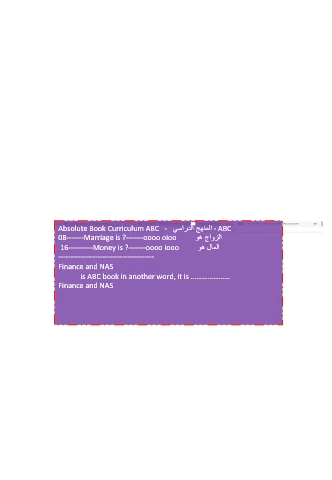 Absolute Book Curriculum ABC - المنهج الدراسي - ABC
08-------Marriage is ?-------oooo oioo الزواج هو
16----------Money is ?-------oooo iooo المال هو
----------------------------------------
Finance and NAS
is ABC book in another word, it is ...................
Finance and NAS